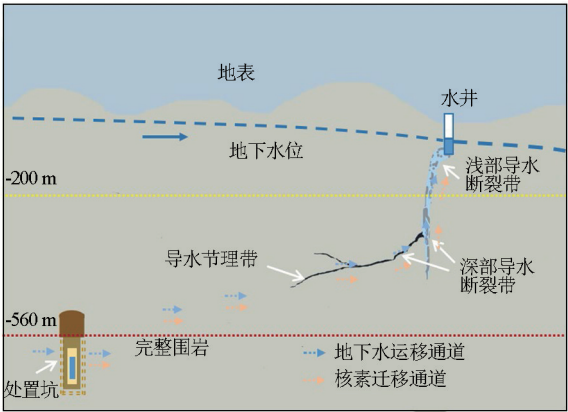 地表
水井
地下水位
浅部导水
断裂带
-200 m
导水节理带
深部导水
断裂带
-560 m
完整围岩
地下水运移通道
处置坑
核素迁移通道